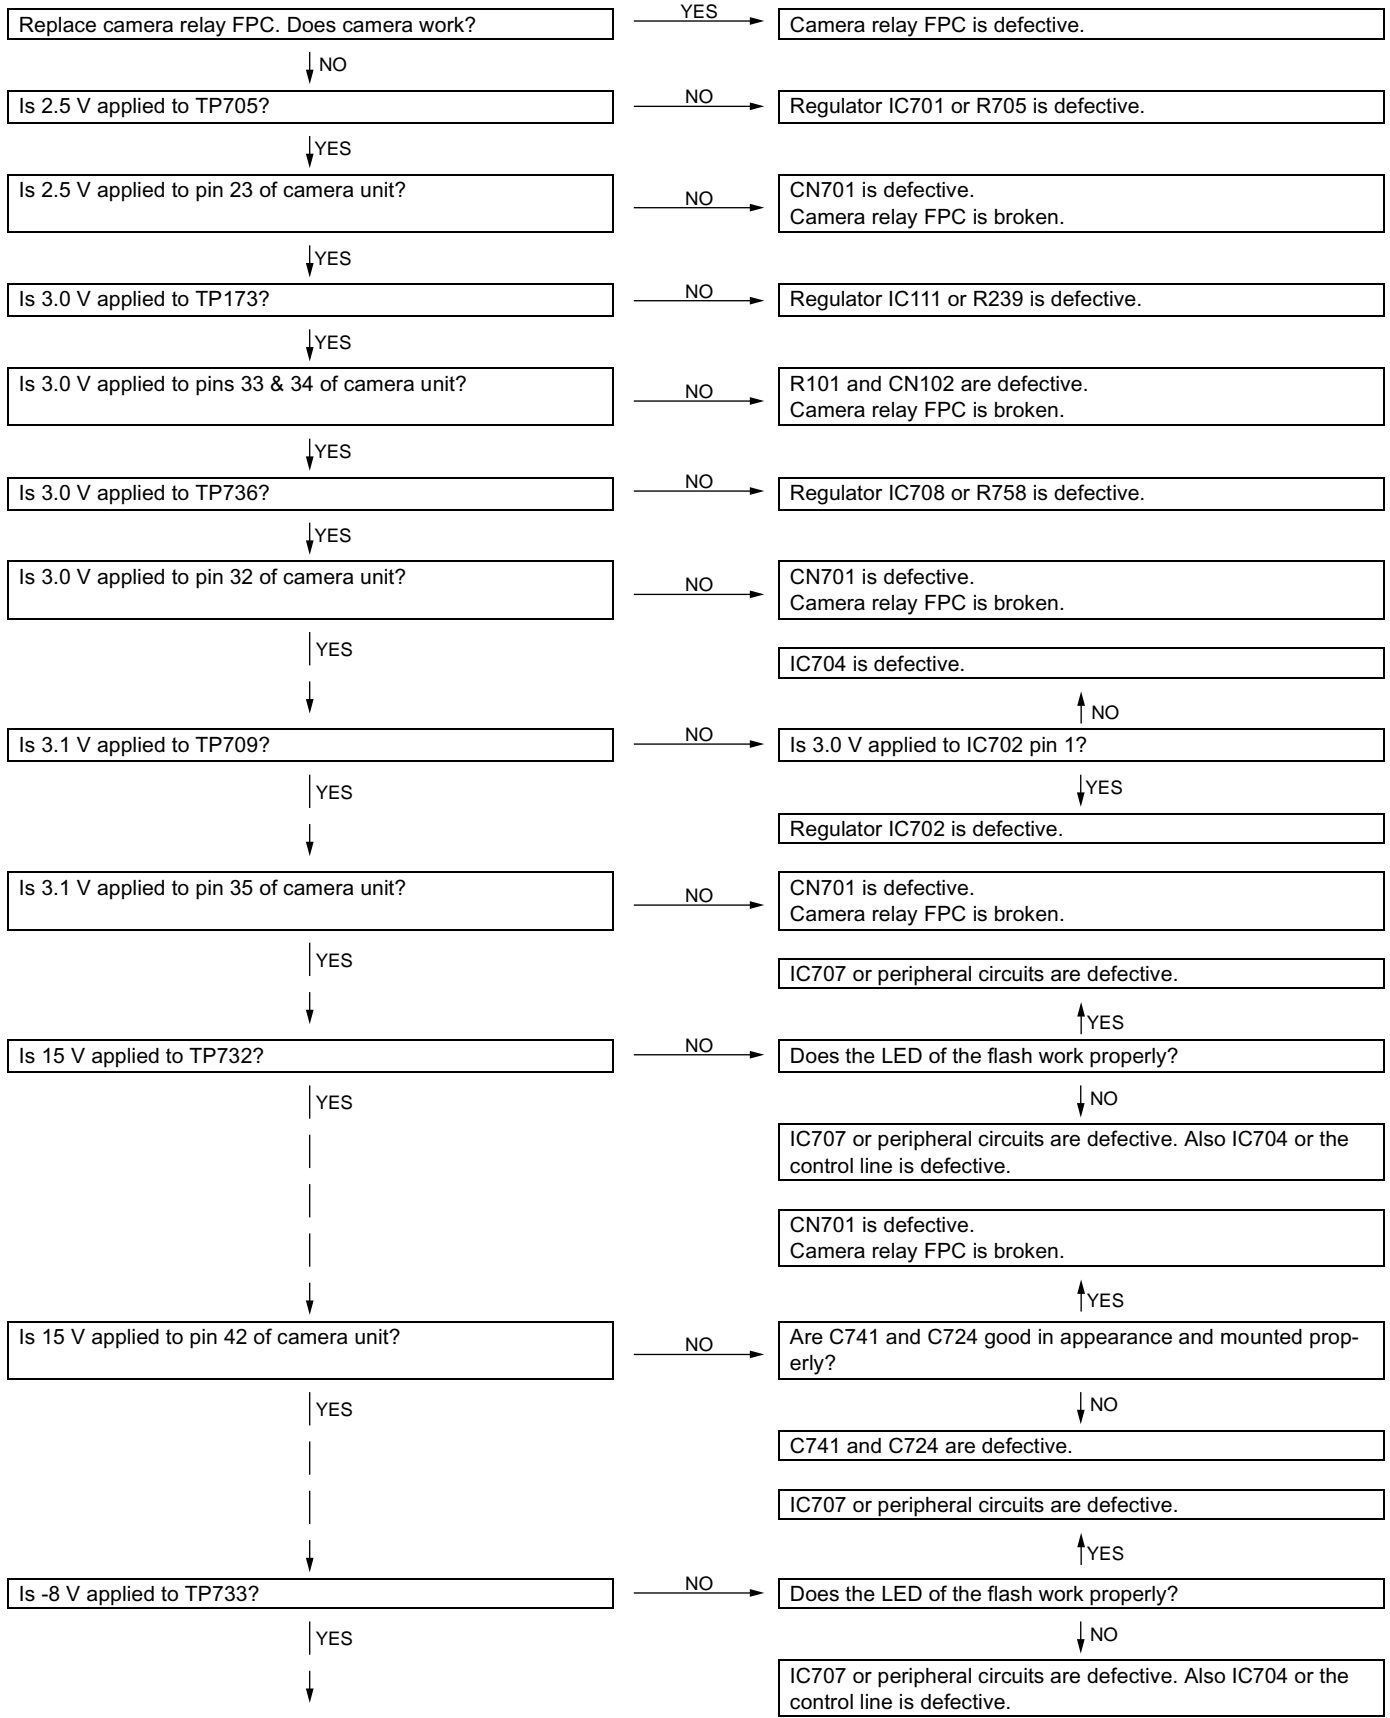 Replace camera relay FPC. Does camera work?
YES
Camera relay FPC is defective.
NO
Is 2.5 V applied to TP705?
NO
Regulator IC701 or R705 is defective.
YES
Is 2.5 V applied to pin 23 of camera unit?
NO
CN701 is defective.
Camera relay FPC is broken.
YES
Is 3.0 V applied to TP173?
NO
Regulator IC111 or R239 is defective.
YES
Is 3.0 V applied to pins 33 & 34 of camera unit?
NO
R101 and CN102 are defective.
Camera relay FPC is broken.
YES
Is 3.0 V applied to TP736?
NO
Regulator IC708 or R758 is defective.
YES
Is 3.0 V applied to pin 32 of camera unit?
NO
CN701 is defective.
Camera relay FPC is broken.
YES
IC704 is defective.
NO
Is 3.1 V applied to TP709?
NO
Is 3.0 V applied to IC702 pin 1?
YES
YES
Regulator IC702 is defective.
Is 3.1 V applied to pin 35 of camera unit?
NO
CN701 is defective.
Camera relay FPC is broken.
YES
IC707 or peripheral circuits are defective.
YES
Is 15 V applied to TP732?
NO
Does the LED of the flash work properly?
YES
NO
IC707 or peripheral circuits are defective. Also IC704 or the
control line is defective.
CN701 is defective.
Camera relay FPC is broken.
YES
Is 15 V applied to pin 42 of camera unit?
NO
Are C741 and C724 good in appearance and mounted prop-
erly?
YES
NO
C741 and C724 are defective.
IC707 or peripheral circuits are defective.
YES
Is -8 V applied to TP733?
NO
Does the LED of the flash work properly?
YES
NO
IC707 or peripheral circuits are defective. Also IC704 or the
control line is defective.